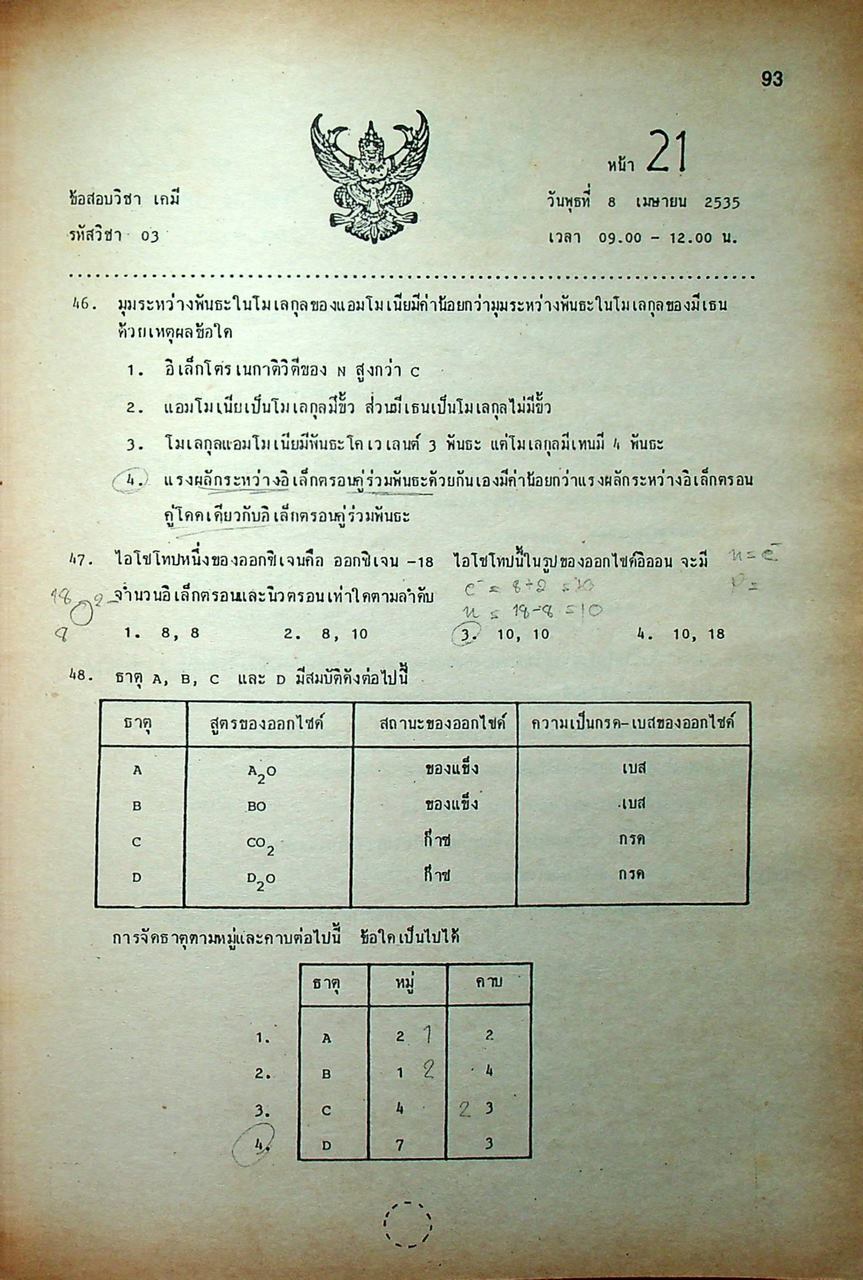 93
หน้า 21
ข้อสอบวิชา เคมี
วันพุธที่ 8 เมษายน 2535
รหัสวิชา 03
เวลา 09.00 - 12.00 น.
46. มุมระหว่างพันธะในโมเลกุลของแอมโมเนียมีค่าน้อยกว่ามุมระหว่างพันธะในโมเลกุลของมีเธน
ด้วยเหตุผลข้อใด
1. อิเล็กโตรเนกาติวิตีของ N สูงกว่า C
2. แอมโมเนียเป็นโมเลกุลมีขั้ว ส่วนมีเธนเป็นโมเลกุลไม่มีขั้ว
3. โมเลกุลแอมโมเนียมีพันธะโคเวเลนต์ 3 พันธะ แต่โมเลกุลมีเทนมี 4 พันธะ
4. แรงผลักระหว่างอิเล็กตรอนคู่ร่วมพันธะด้วยกันเองมีค่าน้อยกว่าแรงผลักระหว่างอิเล็กตรอน
คู่โดดเดี่ยวกับอิเล็กตรอนคู่ร่วมพันธะ
47. ไอโซโทปหนึ่งของออกซิเจนคือ ออกซิเจน -18 ไอโซโทปนี้ในรูปของออกไซด์อิออน จะมี n = e-
จำนวนอิเล็กตรอนและนิวตรอนเท่าใดตามลำดับ e- = 8+2 = 10 p =
18 O 2-
8
n = 18-8 = 10
1. 8, 8 2. 8, 10 3. 10, 10 4. 10, 18
48. ธาตุ A, B, C และ D มีสมบัติดังต่อไปนี้
ธาตุ สูตรของออกไซด์ สถานะของออกไซด์ ความเป็นกรด-เบสของออกไซด์
A A2O ของแข็ง เบส
B BO ของแข็ง เบส
C CO2 ก๊าซ กรด
D D2O ก๊าซ กรด
การจัดธาตุตามหมู่และคาบต่อไปนี้ ข้อใดเป็นไปได้
ธาตุ หมู่ คาบ
1. A 2 1 2
2. B 1 2 4
3. C 4 2 3
4. D 7 3